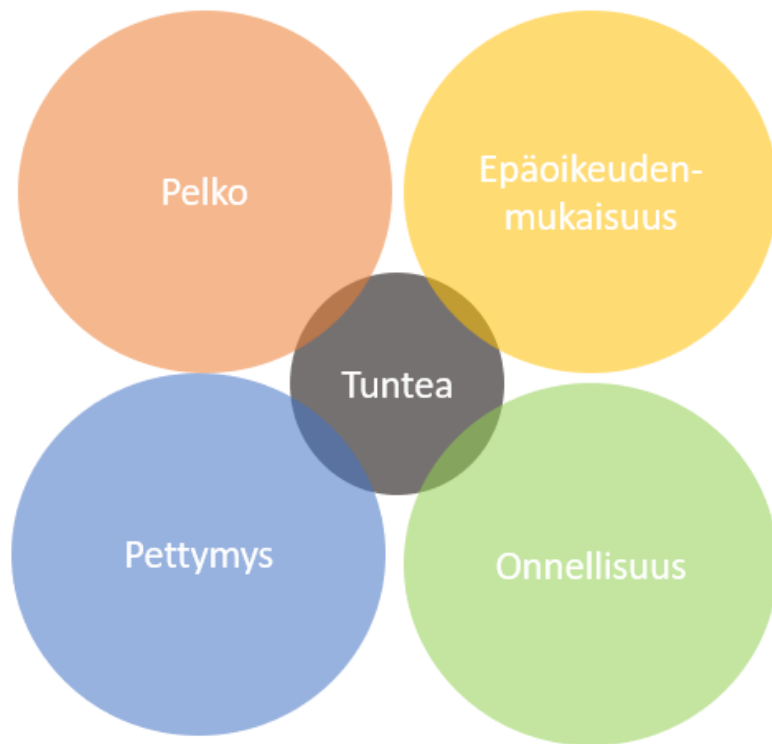 Pelko
Epäoikeuden-
mukaisuus
Tuntea
Pettymys
Onnellisuus